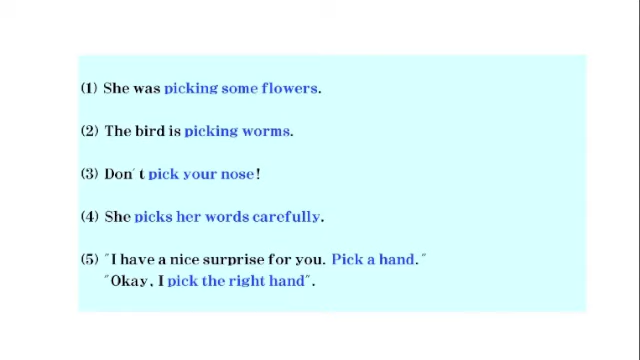 (1) She was picking some flowers.
(2) The bird is picking worms.
(3) Don´t pick your nose!
(4) She picks her words carefully.
(5) ˝I have a nice surprise for you. Pick a hand.˝
˝Okay, I pick the right hand˝.